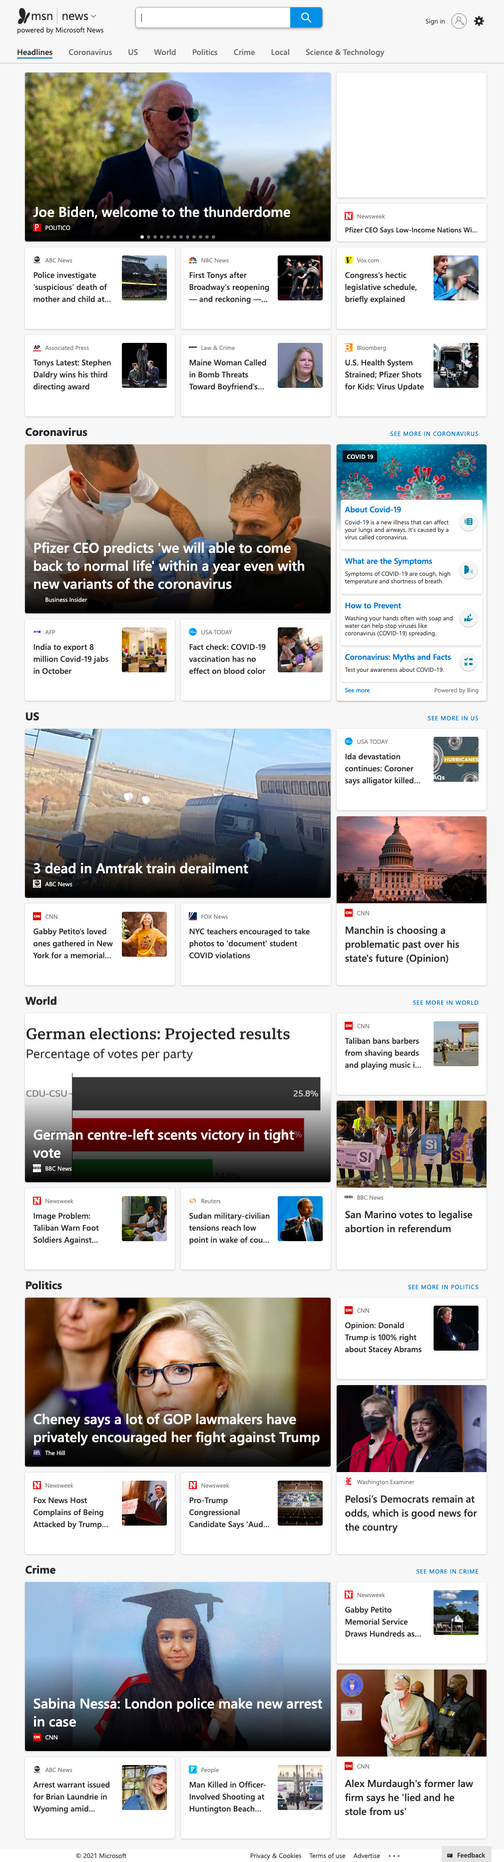 msn news
powered by Microsoft News
Sign in
Headlines Coronavirus US World Politics Crime Local Science & Technology
Joe Biden, welcome to the thunderdome
POLITICO
Newsweek
Pfizer CEO Says Low-Income Nations Wi...
ABC News
Police investigate
'suspicious' death of
mother and child at...
NBC News
First Tonys after
Broadway's reopening
— and reckoning —...
Vox.com
Congress's hectic
legislative schedule,
briefly explained
AP
Associated Press
Tonys Latest: Stephen
Daldry wins his third
directing award
Law & Crime
Maine Woman Called
in Bomb Threats
Toward Boyfriend's...
Bloomberg
U.S. Health System
Strained; Pfizer Shots
for Kids: Virus Update
Coronavirus
SEE MORE IN CORONAVIRUS
Pfizer CEO predicts 'we will able to come
back to normal life' within a year even with
new variants of the coronavirus
Business Insider
COVID 19
About Covid-19
Covid-19 is a new illness that can affect
your lungs and airways. It's caused by a
virus called coronavirus.
What are the Symptoms
Symptoms of COVID-19 are cough, high
temperature and shortness of breath.
How to Prevent
Washing your hands often with soap and
water can help stop viruses like
coronavirus (COVID-19) spreading.
Coronavirus: Myths and Facts
Test your awareness about COVID-19.
See more
Powered by Bing
AFP
India to export 8
million Covid-19 jabs
in October
USA TODAY
Fact check: COVID-19
vaccination has no
effect on blood color
US
SEE MORE IN US
3 dead in Amtrak train derailment
ABC News
USA TODAY
Ida devastation
continues: Coroner
says alligator killed...
HURRICANES
AQs
CNN
Gabby Petito's loved
ones gathered in New
York for a memorial...
FOX News
NYC teachers encouraged to take
photos to 'document' student
COVID violations
CNN
Manchin is choosing a
problematic past over his
state's future (Opinion)
World
SEE MORE IN WORLD
German elections: Projected results
Percentage of votes per party
CDU-CSU
25.8%
German centre-left scents victory in tight
vote
BBC News
CNN
Taliban bans barbers
from shaving beards
and playing music i...
SI
Newsweek
Image Problem:
Taliban Warn Foot
Soldiers Against...
Reuters
Sudan military-civilian
tensions reach low
point in wake of cou...
BBC News
San Marino votes to legalise
abortion in referendum
Politics
SEE MORE IN POLITICS
Cheney says a lot of GOP lawmakers have
privately encouraged her fight against Trump
The Hill
CNN
Opinion: Donald
Trump is 100% right
about Stacey Abrams
Newsweek
Fox News Host
Complains of Being
Attacked by Trump...
Newsweek
Pro-Trump
Congressional
Candidate Says 'Aud...
Washington Examiner
Pelosi's Democrats remain at
odds, which is good news for
the country
Crime
SEE MORE IN CRIME
Sabina Nessa: London police make new arrest
in case
CNN
Newsweek
Gabby Petito
Memorial Service
Draws Hundreds as...
ABC News
Arrest warrant issued
for Brian Laundrie in
Wyoming amid...
People
Man Killed in Officer-
Involved Shooting at
Huntington Beach...
CNN
Alex Murdaugh's former law
firm says he 'lied and he
stole from us'
© 2021 Microsoft
Privacy & Cookies Terms of use Advertise ...
Feedback